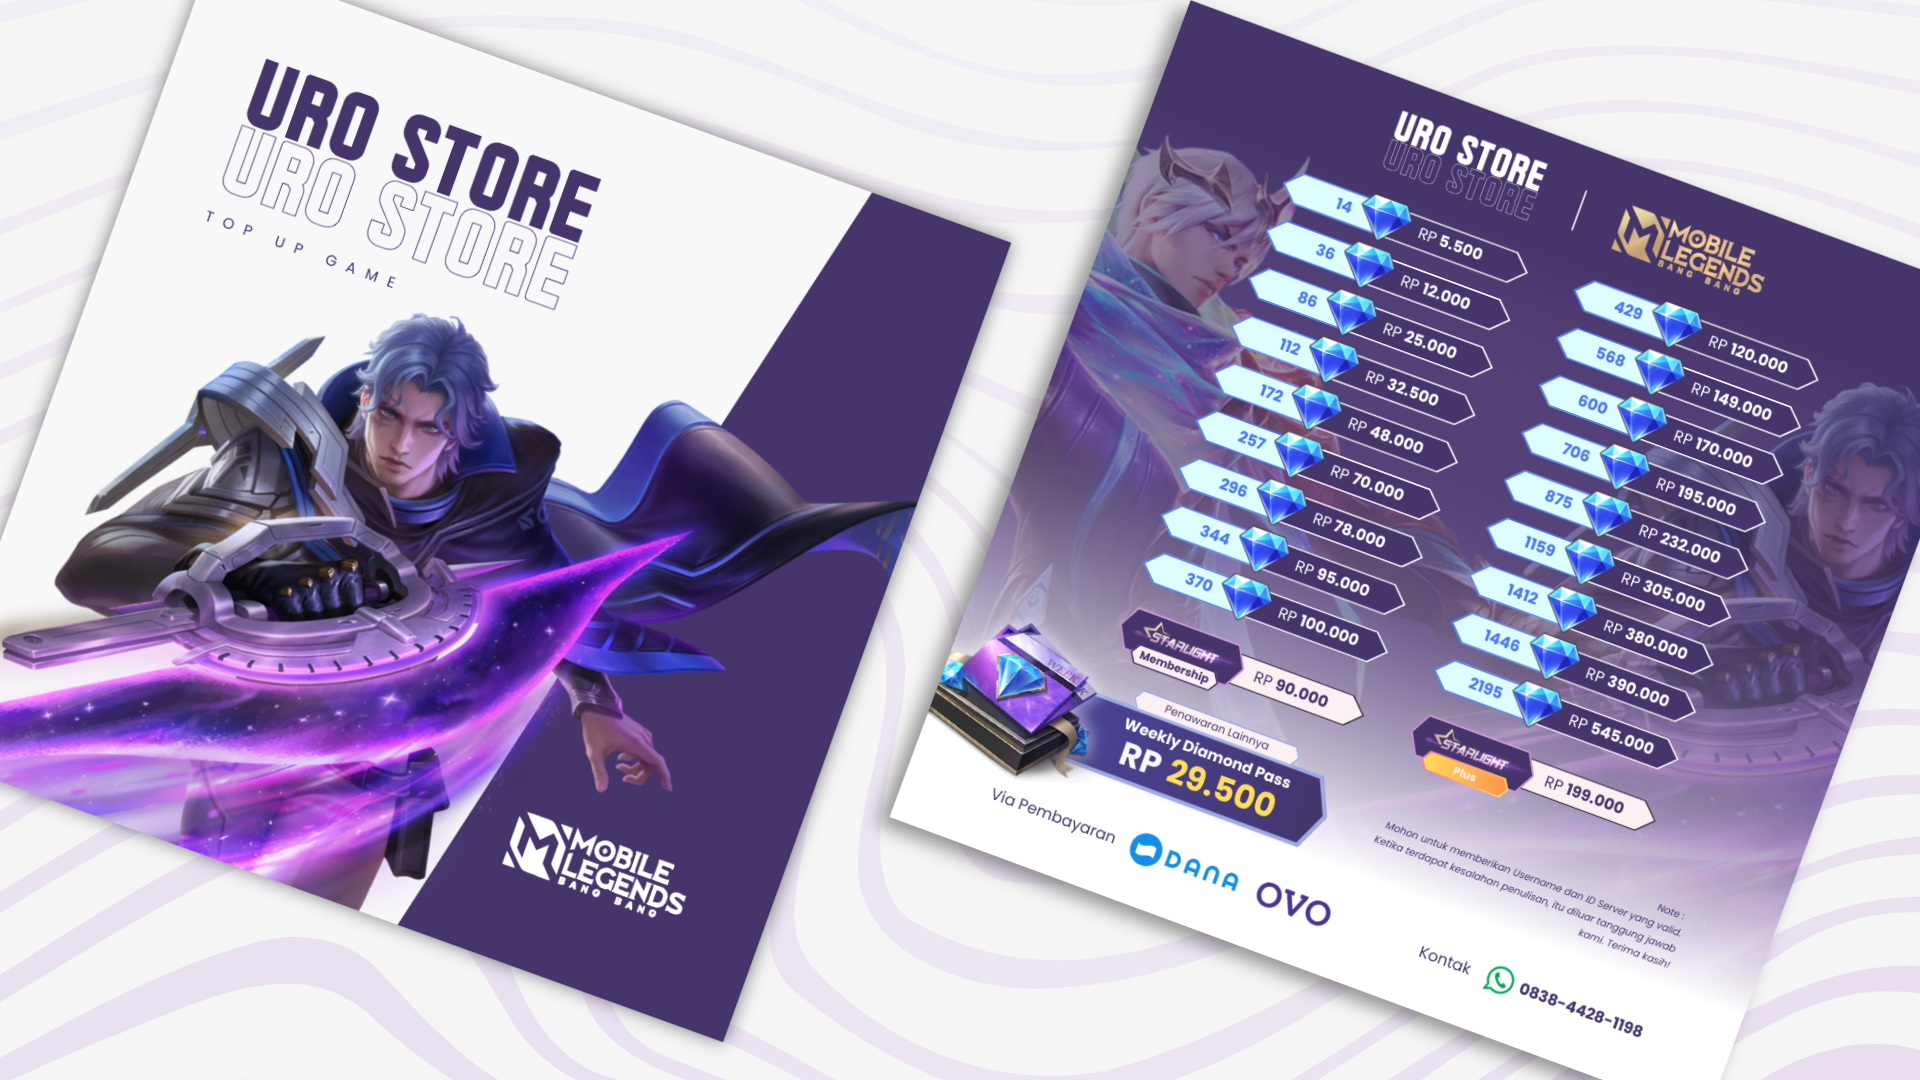 URO STORE
URO STORE
TOP UP GAME
MOBILE
LEGENDS
BANG BANG
URO STORE
URO STORE
MOBILE
LEGENDS
BANG BANG
14 RP 5.500
36 RP 12.000
86 RP 25.000
112 RP 32.500
172 RP 48.000
257 RP 70.000
296 RP 78.000
344 RP 95.000
370 RP 100.000
STARLIGHT
Membership
RP 90.000
429 RP 120.000
568 RP 149.000
600 RP 170.000
706 RP 195.000
875 RP 232.000
1159 RP 305.000
1412 RP 380.000
1446 RP 390.000
2195 RP 545.000
STARLIGHT
Plus
RP 199.000
Penawaran Lainnya
Weekly Diamond Pass
RP 29.500
Via Pembayaran
DANA
OVO
Note :
Mohon untuk memberikan Username dan ID Server yang valid.
Ketika terdapat kesalahan penulisan, itu diluar tanggung jawab
kami. Terima kasih!
Kontak
0838-4428-1198